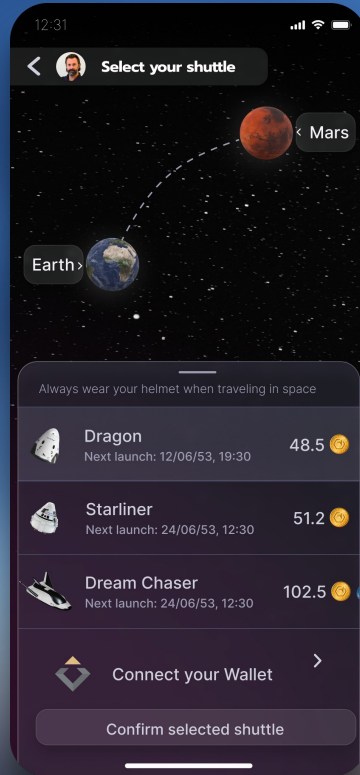 12:31
Select your shuttle
‹ Mars
Earth ›
Always wear your helmet when traveling in space
Dragon
48.5
Next launch: 12/06/53, 19:30
Starliner
51.2
Next launch: 24/06/53, 12:30
Dream Chaser
102.5
Next launch: 24/06/53, 12:30
Connect your Wallet
Confirm selected shuttle